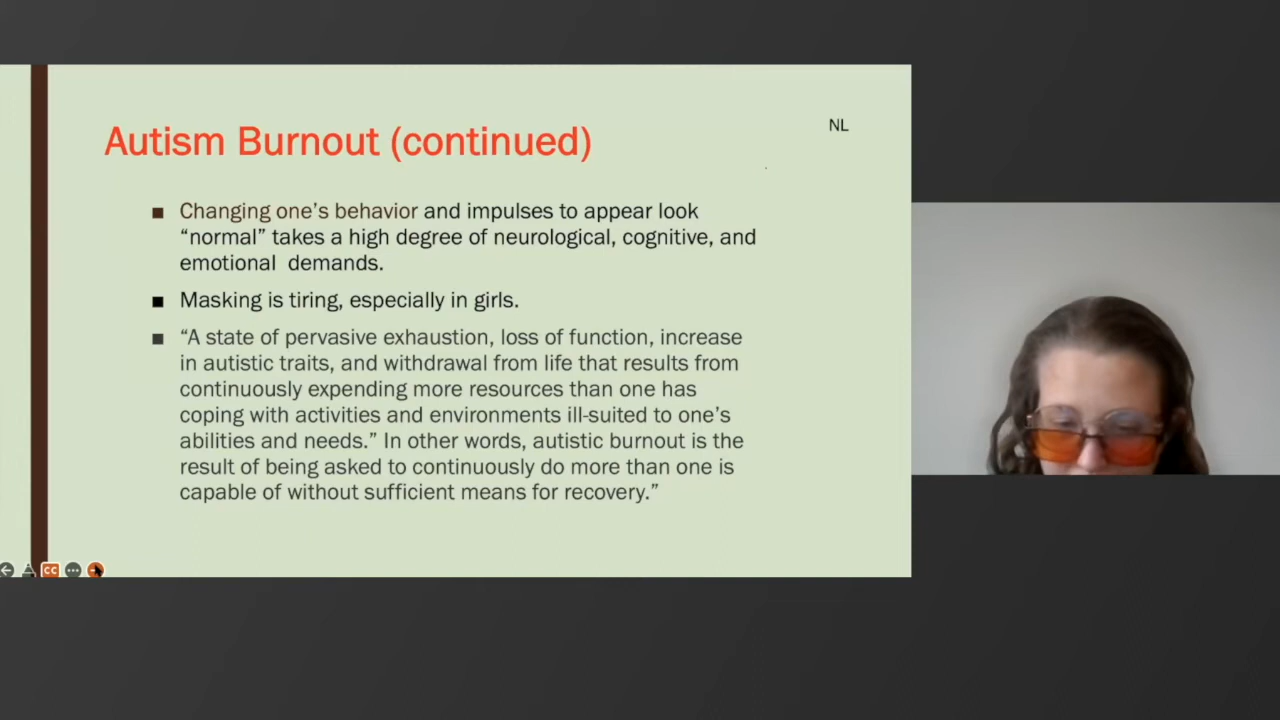 Autism Burnout (continued)
NL
Changing one’s behavior and impulses to appear look
“normal” takes a high degree of neurological, cognitive, and
emotional  demands.
Masking is tiring, especially in girls.
“A state of pervasive exhaustion, loss of function, increase
in autistic traits, and withdrawal from life that results from
continuously expending more resources than one has
coping with activities and environments ill-suited to one’s
abilities and needs.” In other words, autistic burnout is the
result of being asked to continuously do more than one is
capable of without sufficient means for recovery.”
CC